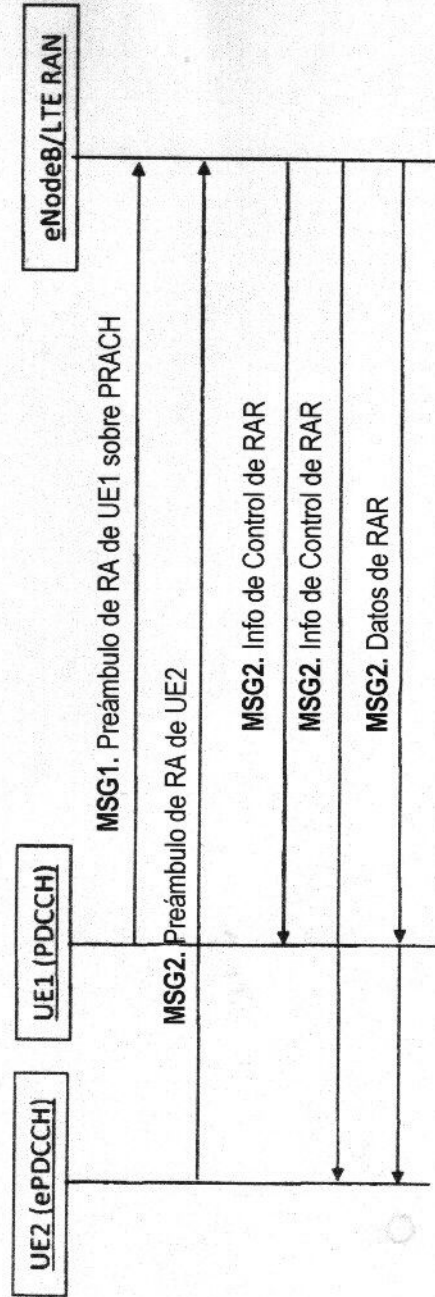 UE2 (ePDCCH)
UE1 (PDCCH)
eNodeB/LTE RAN
MSG1. Preámbulo de RA de UE1 sobre PRACH
MSG2. Preámbulo de RA de UE2
MSG2. Info de Control de RAR
MSG2. Info de Control de RAR
MSG2. Datos de RAR